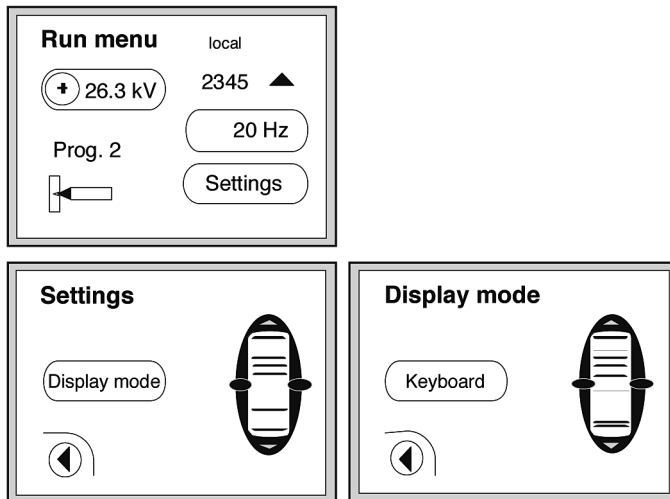 Run menu
local
+ 26.3 kV
2345
20 Hz
Prog. 2
Settings
Settings
Display mode
Display mode
Keyboard